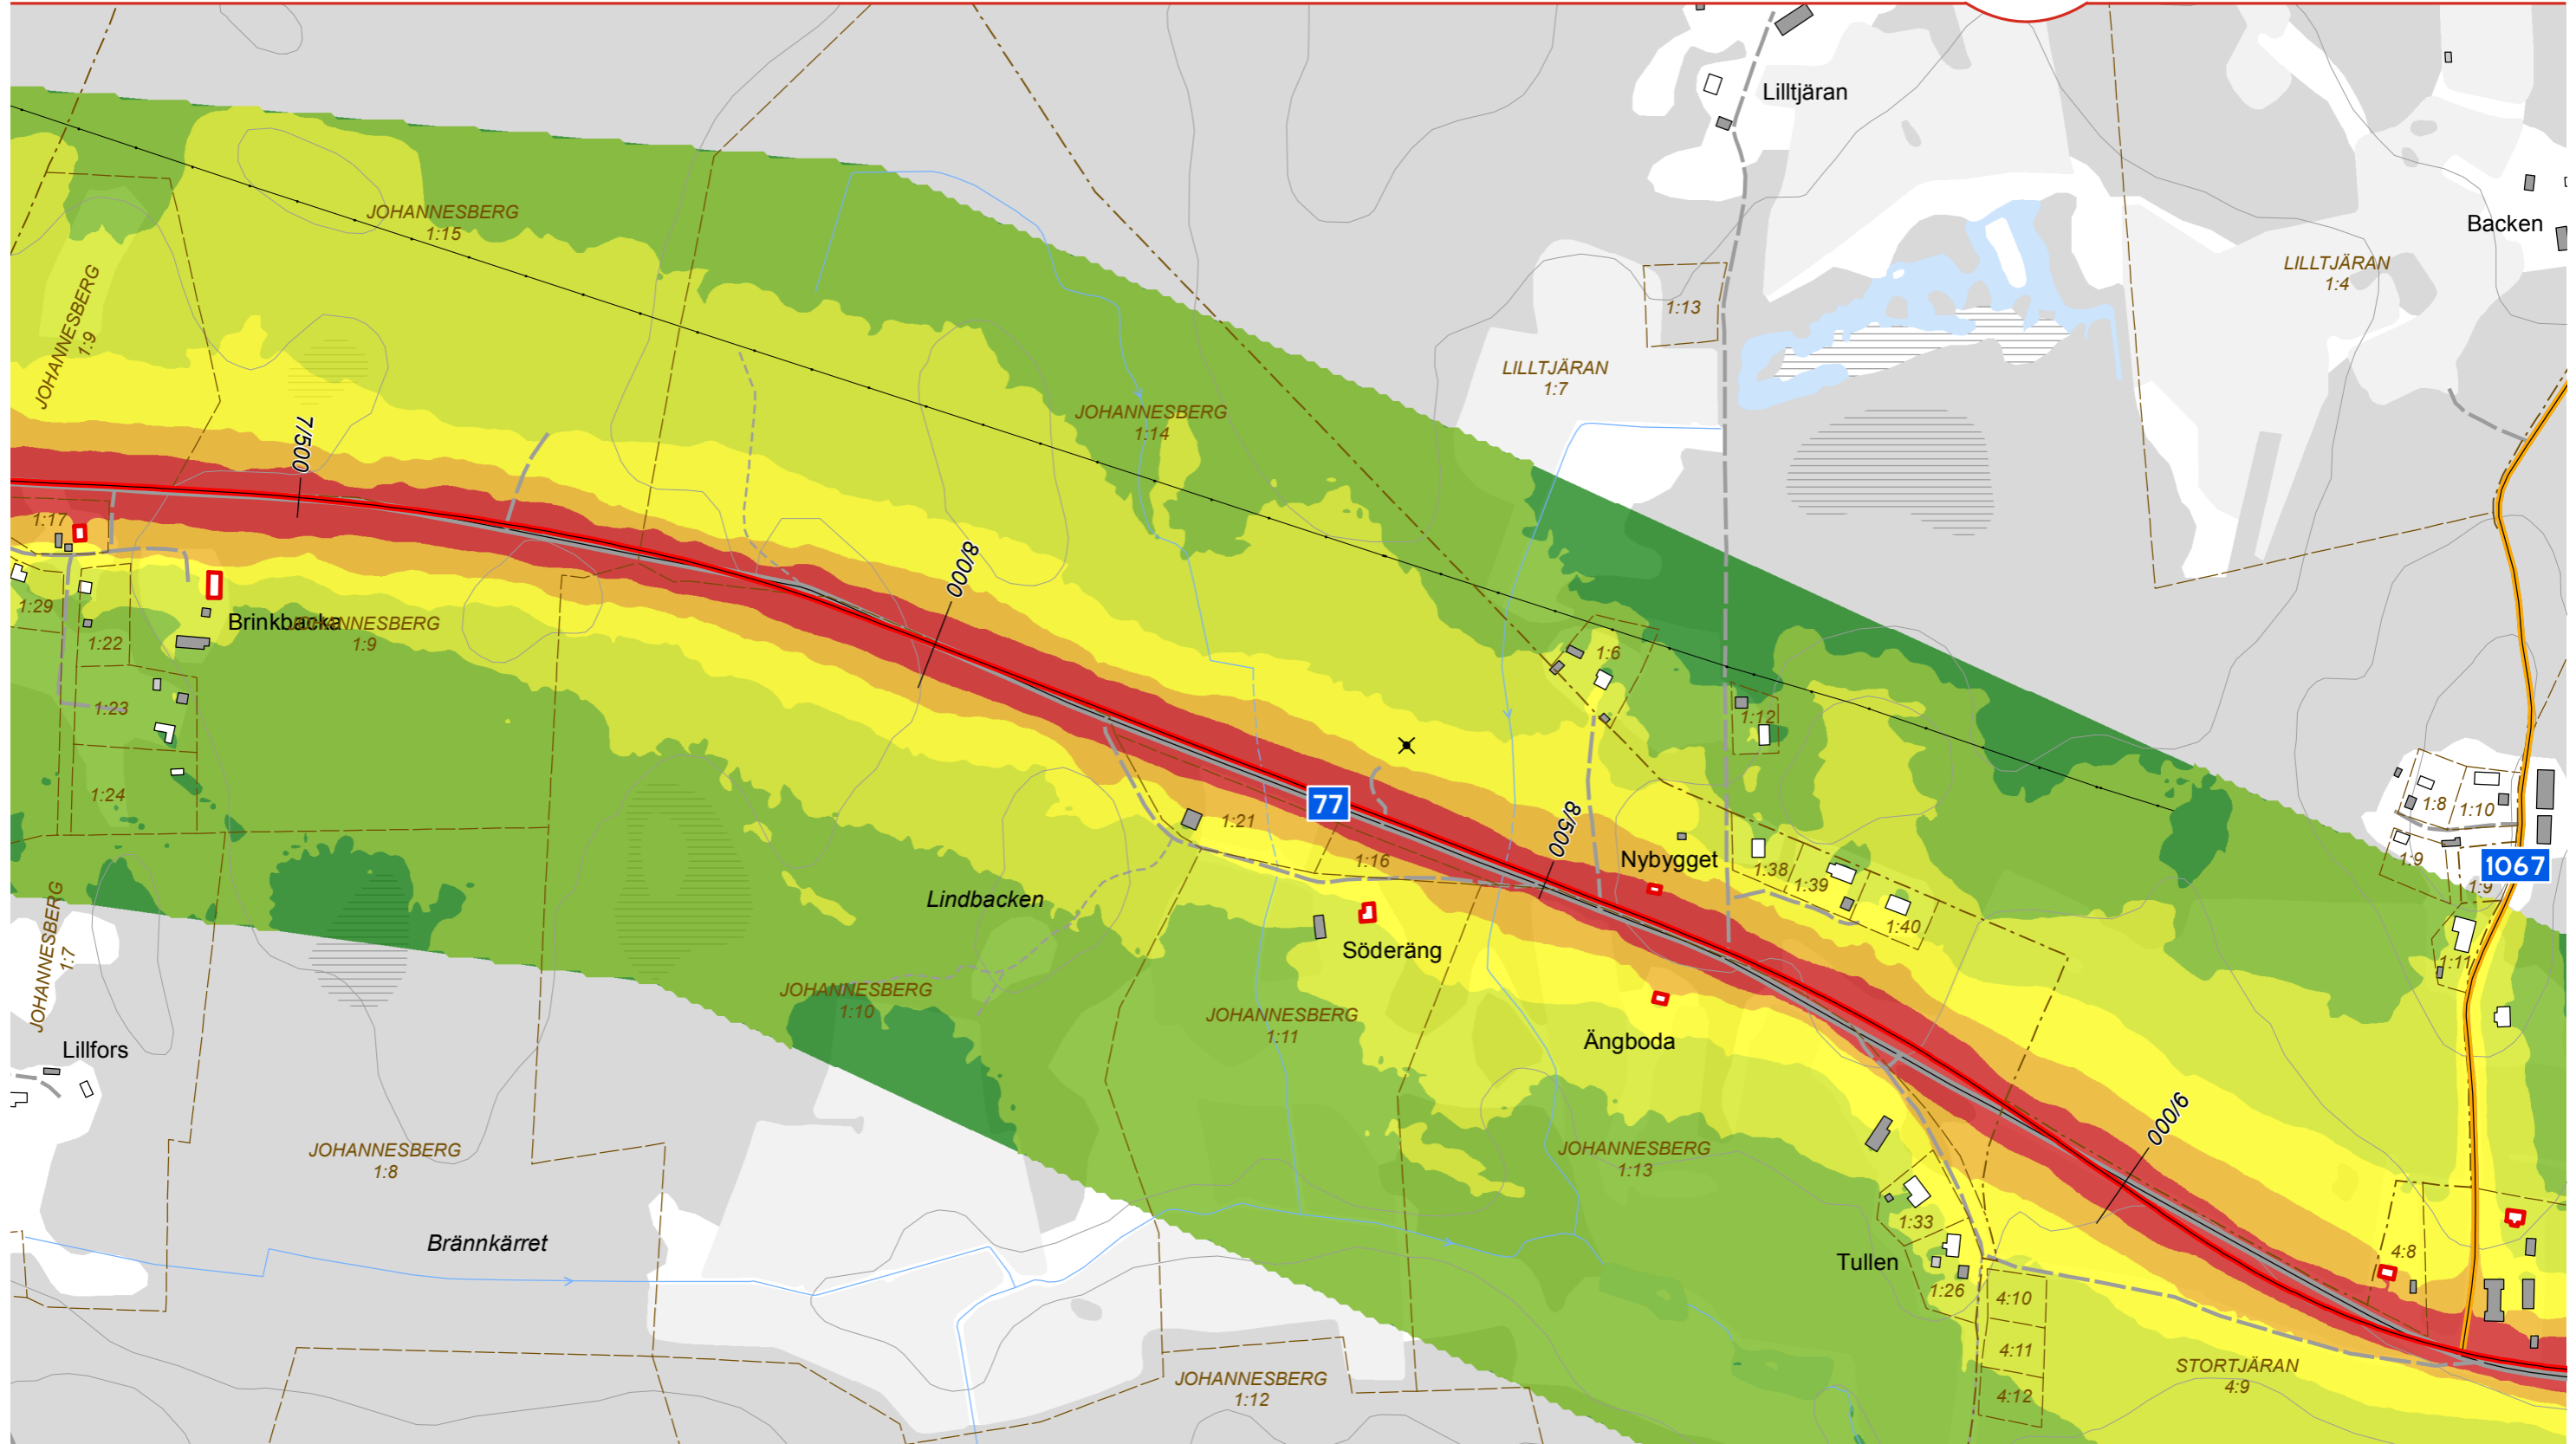 Lilltjäran
Backen
JOHANNESBERG
1:15
LILLTJÄRAN
1:4
JOHANNESBERG
1:9
1:13
LILLTJÄRAN
1:7
JOHANNESBERG
1:14
7/500
1:17
8/000
1:29
Brinkbacka
JOHANNESBERG
1:9
1:22
1:6
1:23
1:12
1:24
77
1:21
8/500
1:16
Nybygget
1:38
1:39
1:40
1:8
1:10
1:9
1067
1:9
JOHANNESBERG
1:7
Lindbacken
Söderäng
1:11
JOHANNESBERG
1:10
JOHANNESBERG
1:11
Ängboda
Lillfors
9/000
JOHANNESBERG
1:8
JOHANNESBERG
1:13
Brännkärret
1:33
Tullen
1:26
4:8
4:10
4:11
4:12
JOHANNESBERG
1:12
STORTJÄRAN
4:9